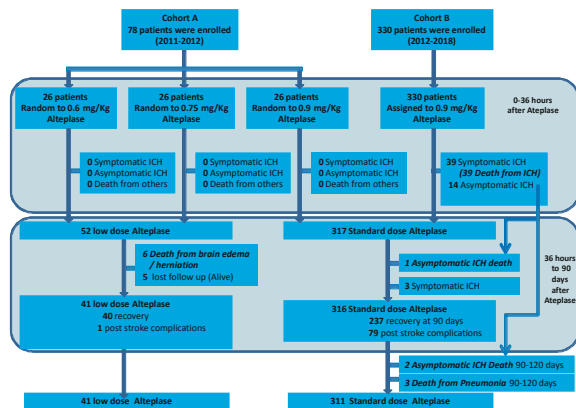 Cohort A
78 patients were enrolled
(2011-2012)
Cohort B
330 patients were enrolled
(2012-2018)
26 patients
Random to 0.6 mg/Kg
Alteplase
26 patients
Random to 0.75 mg/Kg
Alteplase
26 patients
Random to 0.9 mg/Kg
Alteplase
330 patients
Assigned to 0.9 mg/Kg
Alteplase
0-36 hours
after Ateplase
0 Symptomatic ICH
0 Asymptomatic ICH
0 Death from others
0 Symptomatic ICH
0 Asymptomatic ICH
0 Death from others
0 Symptomatic ICH
0 Asymptomatic ICH
0 Death from others
39 Symptomatic ICH
(39 Death from ICH)
14 Asymptomatic ICH
52 low dose Alteplase
317 Standard dose Alteplase
6 Death from brain edema
/ herniation
5 lost follow up (Alive)
1 Asymptomatic ICH death
3 Symptomatic ICH
36 hours
to 90
days
after
Ateplase
41 low dose Alteplase
40 recovery
1 post stroke complications
316 Standard dose Alteplase
237 recovery at 90 days
79 post stroke complications
2 Asymptomatic ICH Death 90-120 days
3 Death from Pneumonia 90-120 days
41 low dose Alteplase
311 Standard dose Alteplase